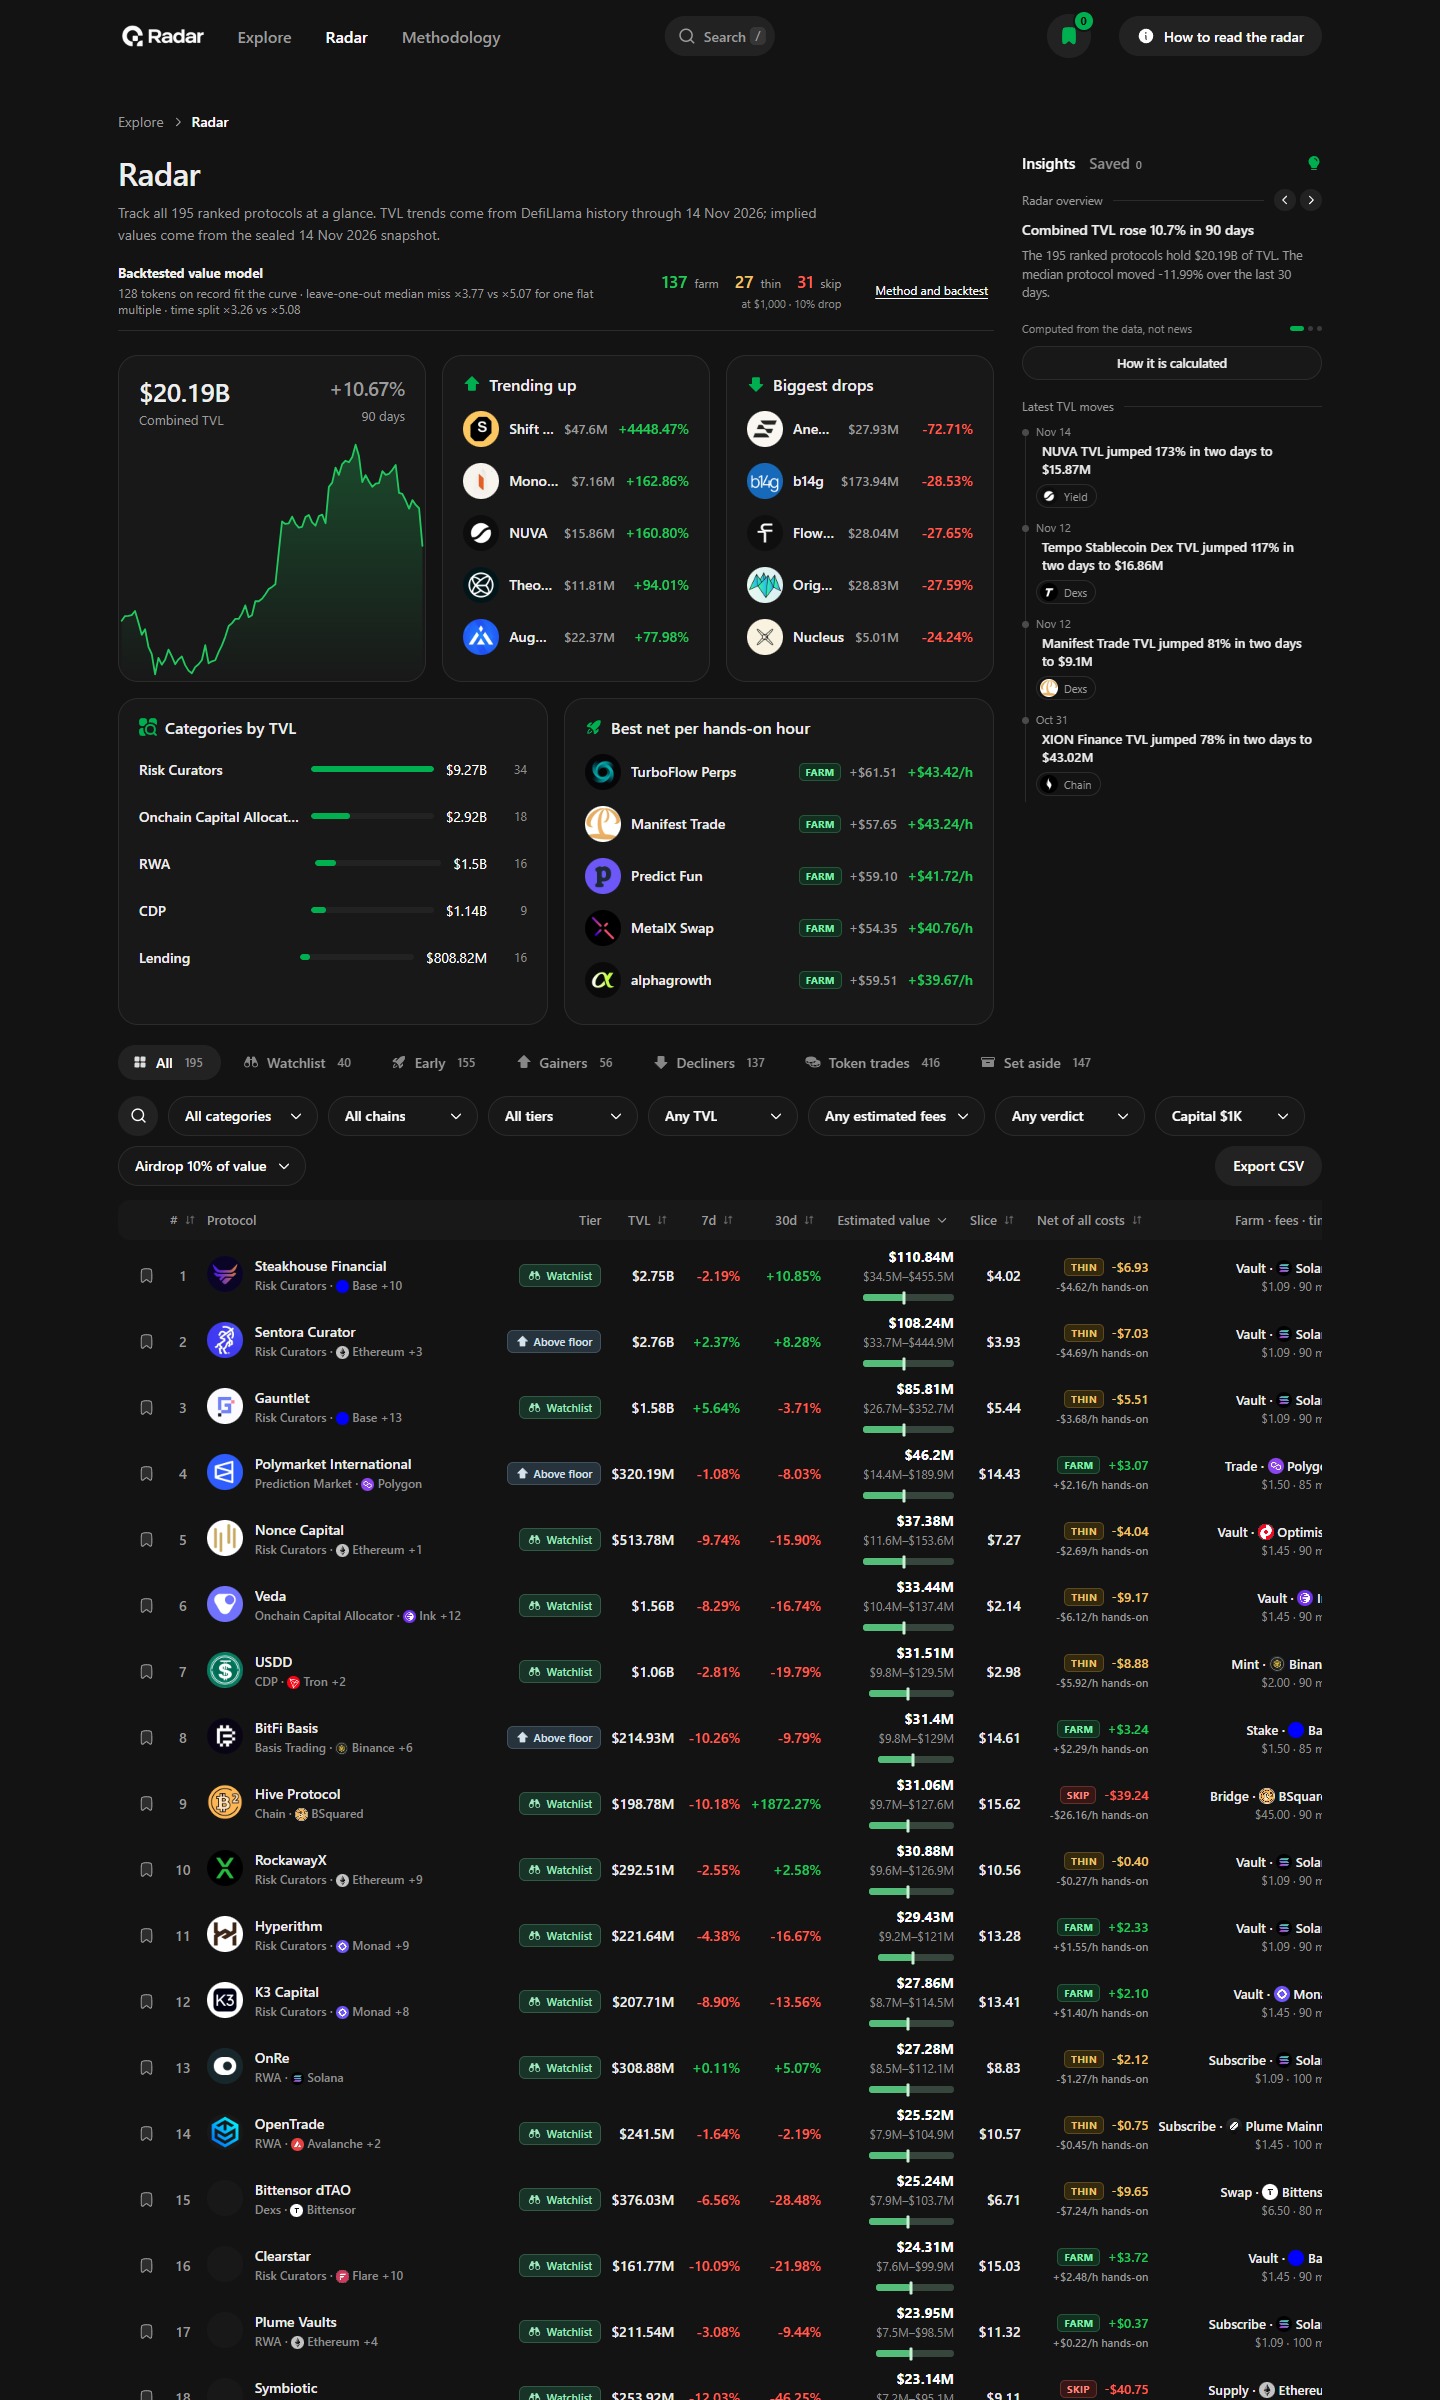 Radar
Explore
Radar
Methodology
Search /
0
How to read the radar
Explore > Radar
Radar
Track all 195 ranked protocols at a glance. TVL trends come from DefiLlama history through 14 Nov 2026; implied
values come from the sealed 14 Nov 2026 snapshot.
Backtested value model
128 tokens on record fit the curve · leave-one-out median miss ×3.77 vs ×5.07 for one flat
multiple · time split ×3.26 vs ×5.08
137 farm 27 thin 31 skip
at $1,000 · 10% drop
Method and backtest
$20.19B
Combined TVL
+10.67%
90 days
Trending up
Shift ... $47.6M +4448.47%
Mono... $7.16M +162.86%
NUVA $15.86M +160.80%
Theo... $11.81M +94.01%
Aug... $22.37M +77.98%
Biggest drops
Ane... $27.93M -72.71%
b14g b14g $173.94M -28.53%
Flow... $28.04M -27.65%
Orig... $28.83M -27.59%
Nucleus $5.01M -24.24%
Categories by TVL
Risk Curators $9.27B 34
Onchain Capital Allocat... $2.92B 18
RWA $1.5B 16
CDP $1.14B 9
Lending $808.82M 16
Best net per hands-on hour
TurboFlow Perps FARM +$61.51 +$43.42/h
Manifest Trade FARM +$57.65 +$43.24/h
Predict Fun FARM +$59.10 +$41.72/h
MetalX Swap FARM +$54.35 +$40.76/h
alphagrowth FARM +$59.51 +$39.67/h
Insights Saved 0
Radar overview
Combined TVL rose 10.7% in 90 days
The 195 ranked protocols hold $20.19B of TVL. The
median protocol moved -11.99% over the last 30
days.
Computed from the data, not news
How it is calculated
Latest TVL moves
Nov 14
NUVA TVL jumped 173% in two days to
$15.87M
Yield
Nov 12
Tempo Stablecoin Dex TVL jumped 117% in
two days to $16.86M
Dexs
Nov 12
Manifest Trade TVL jumped 81% in two days
to $9.1M
Dexs
Oct 31
XION Finance TVL jumped 78% in two days to
$43.02M
Chain
All 195 Watchlist 40 Early 155 Gainers 56 Decliners 137 Token trades 416 Set aside 147
All categories All chains All tiers Any TVL Any estimated fees Any verdict Capital $1K
Airdrop 10% of value
Export CSV
# Protocol Tier TVL 7d 30d Estimated value Slice Net of all costs Farm · fees · tin
1 Steakhouse Financial Watchlist $2.75B -2.19% +10.85% $110.84M $4.02 THIN -$6.93 Vault · Sola
Risk Curators · Base +10 $34.5M–$455.5M -$4.62/h hands-on $1.09 · 90 m
2 Sentora Curator Above floor $2.76B +2.37% +8.28% $108.24M $3.93 THIN -$7.03 Vault · Sola
Risk Curators · Ethereum +3 $33.7M–$444.9M -$4.69/h hands-on $1.09 · 90 m
3 Gauntlet Watchlist $1.58B +5.64% -3.71% $85.81M $5.44 THIN -$5.51 Vault · Sola
Risk Curators · Base +13 $26.7M–$352.7M -$3.68/h hands-on $1.09 · 90 m
4 Polymarket International Above floor $320.19M -1.08% -8.03% $46.2M $14.43 FARM +$3.07 Trade · Polygo
Prediction Market · Polygon $14.4M–$189.9M +$2.16/h hands-on $1.50 · 85 m
5 Nonce Capital Watchlist $513.78M -9.74% -15.90% $37.38M $7.27 THIN -$4.04 Vault · Optimis
Risk Curators · Ethereum +1 $11.6M–$153.6M -$2.69/h hands-on $1.45 · 90 m
6 Veda Watchlist $1.56B -8.29% -16.74% $33.44M $2.14 THIN -$9.17 Vault · I
Onchain Capital Allocator · Ink +12 $10.4M–$137.4M -$6.12/h hands-on $1.45 · 90 m
7 USDD Watchlist $1.06B -2.81% -19.79% $31.51M $2.98 THIN -$8.88 Mint · Binan
CDP · Tron +2 $9.8M–$129.5M -$5.92/h hands-on $2.00 · 90 m
8 BitFi Basis Above floor $214.93M -10.26% -9.79% $31.4M $14.61 FARM +$3.24 Stake · Ba
Basis Trading · Binance +6 $9.8M–$129M +$2.29/h hands-on $1.50 · 85 m
9 Hive Protocol Watchlist $198.78M -10.18% +1872.27% $31.06M $15.62 SKIP -$39.24 Bridge · BSquare
Chain · BSquared $9.7M–$127.6M -$26.16/h hands-on $45.00 · 90 m
10 RockawayX Watchlist $292.51M -2.55% +2.58% $30.88M $10.56 THIN -$0.40 Vault · Sola
Risk Curators · Ethereum +9 $9.6M–$126.9M -$0.27/h hands-on $1.09 · 90 m
11 Hyperithm Watchlist $221.64M -4.38% -16.67% $29.43M $13.28 FARM +$2.33 Vault · Sola
Risk Curators · Monad +9 $9.2M–$121M +$1.55/h hands-on $1.09 · 90 m
12 K3 K3 Capital Watchlist $207.71M -8.90% -13.56% $27.86M $13.41 FARM +$2.10 Vault · Mona
Risk Curators · Monad +8 $8.7M–$114.5M +$1.40/h hands-on $1.45 · 90 m
13 OnRe Watchlist $308.88M +0.11% +5.07% $27.28M $8.83 THIN -$2.12 Subscribe · Sola
RWA · Solana $8.5M–$112.1M -$1.27/h hands-on $1.09 · 100 m
14 OpenTrade Watchlist $241.5M -1.64% -2.19% $25.52M $10.57 THIN -$0.75 Subscribe · Plume Mainn
RWA · Avalanche +2 $7.9M–$104.9M -$0.45/h hands-on $1.45 · 100 m
15 Bittensor dTAO Watchlist $376.03M -6.56% -28.48% $25.24M $6.71 THIN -$9.65 Swap · Bittens
Dexs · Bittensor $7.9M–$103.7M -$7.24/h hands-on $6.50 · 80 m
16 Clearstar Watchlist $161.77M -10.09% -21.98% $24.31M $15.03 FARM +$3.72 Vault · Ba
Risk Curators · Flare +10 $7.6M–$99.9M +$2.48/h hands-on $1.45 · 90 m
17 Plume Vaults Watchlist $211.54M -3.08% -9.44% $23.95M $11.32 FARM +$0.37 Subscribe · Sola
RWA · Ethereum +4 $7.5M–$98.5M +$0.22/h hands-on $1.09 · 100 m
18 Symbiotic Watchlist $253.92M -12.03% -46.25% $23.14M $9.11 SKIP -$40.75 Supply · Ethereu
$7.2M–$95.1M